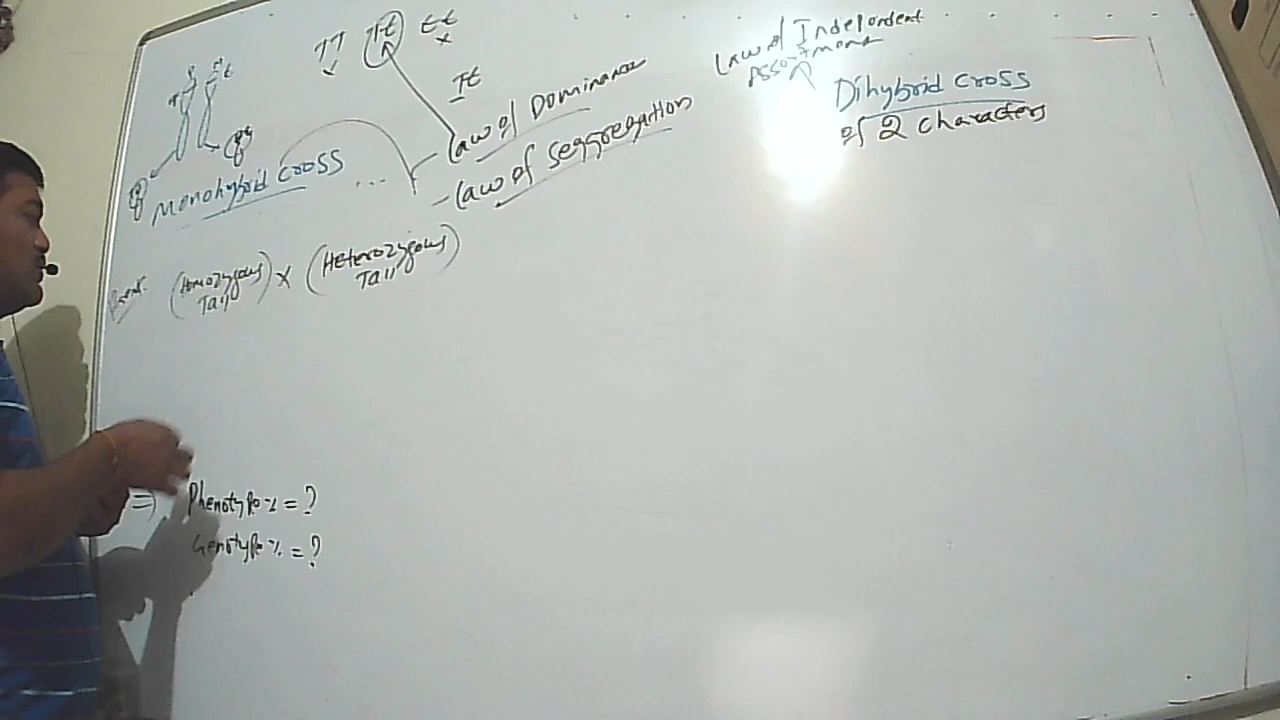 TT Tt tt
Tt
Law of Dominance
Law of Seggregation
Law of Independent
Assortment
Dihybrid Cross
of 2 characters
Monohybrid Cross ...
(Homozygous Tall) X (Heterozygous Tall)
=> Phenotype % = ?
Genotype % = ?